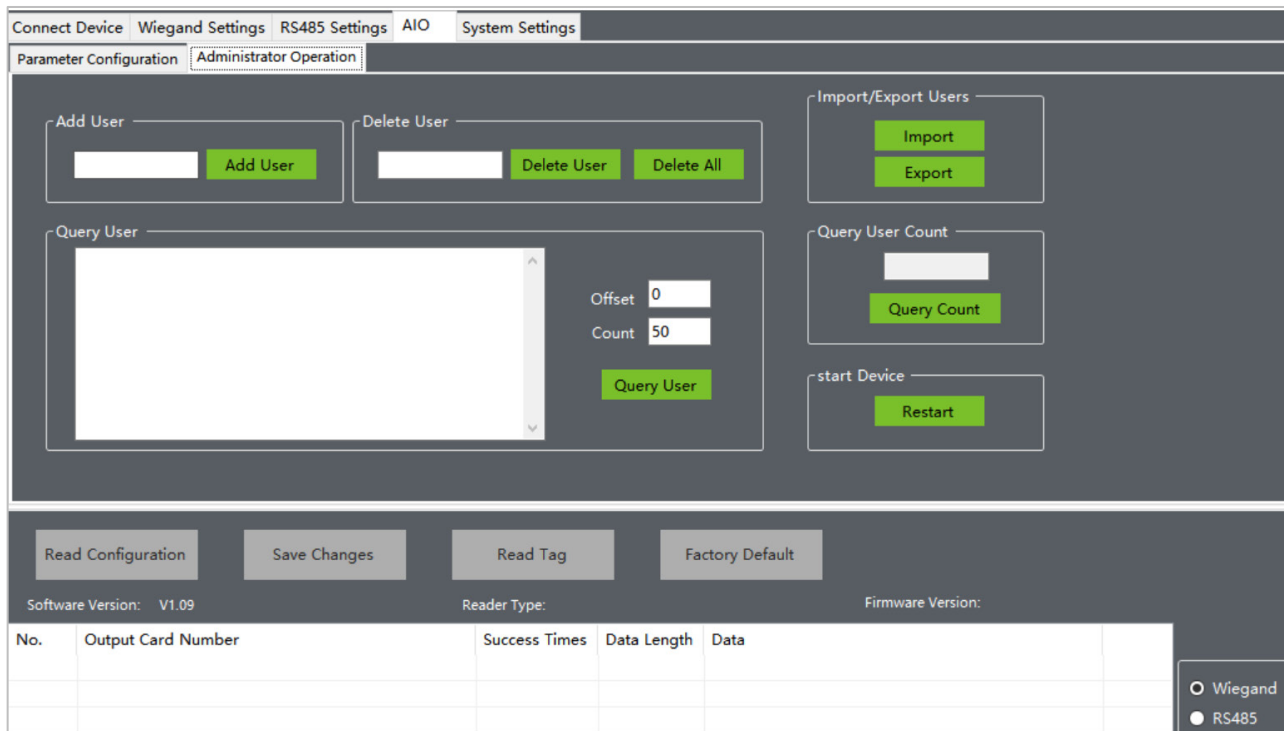 Connect Device Wiegand Settings RS485 Settings AIO System Settings
Parameter Configuration Administrator Operation
Import/Export Users
Add User Delete User
Import
Add User Delete User Delete All
Export
Query User Query User Count
Offset 0
Query Count
Count 50
start Device
Query User
Restart
Read Configuration Save Changes Read Tag Factory Default
Software Version: V1.09 Reader Type: Firmware Version:
No. Output Card Number Success Times Data Length Data
Wiegand
RS485